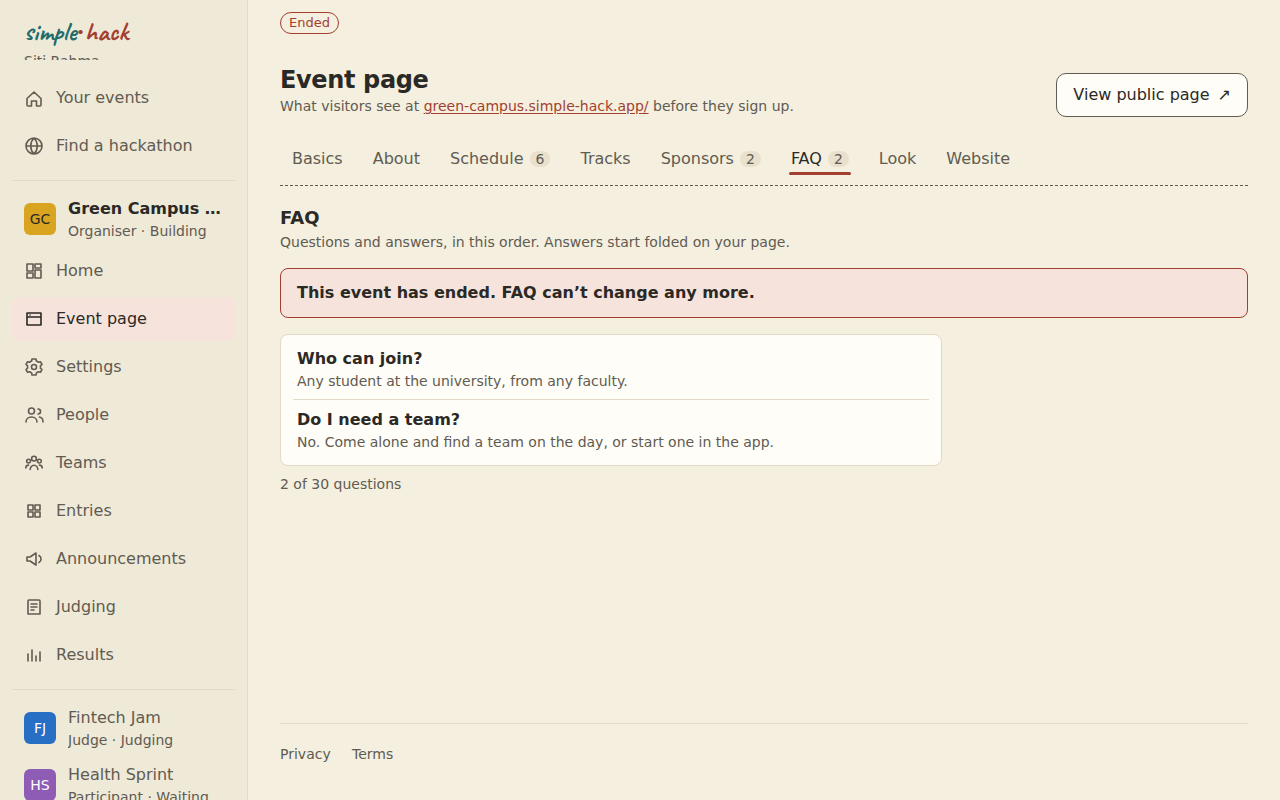 simple•hack
Siti Rahma
Your events
Find a hackathon
GC
Green Campus ...
Organiser · Building
Home
Event page
Settings
People
Teams
Entries
Announcements
Judging
Results
FJ
Fintech Jam
Judge · Judging
HS
Health Sprint
Participant · Waiting
Ended
Event page
What visitors see at green-campus.simple-hack.app/ before they sign up.
View public page ↗
Basics About Schedule 6 Tracks Sponsors 2 FAQ 2 Look Website
FAQ
Questions and answers, in this order. Answers start folded on your page.
This event has ended. FAQ can’t change any more.
Who can join?
Any student at the university, from any faculty.
Do I need a team?
No. Come alone and find a team on the day, or start one in the app.
2 of 30 questions
Privacy Terms